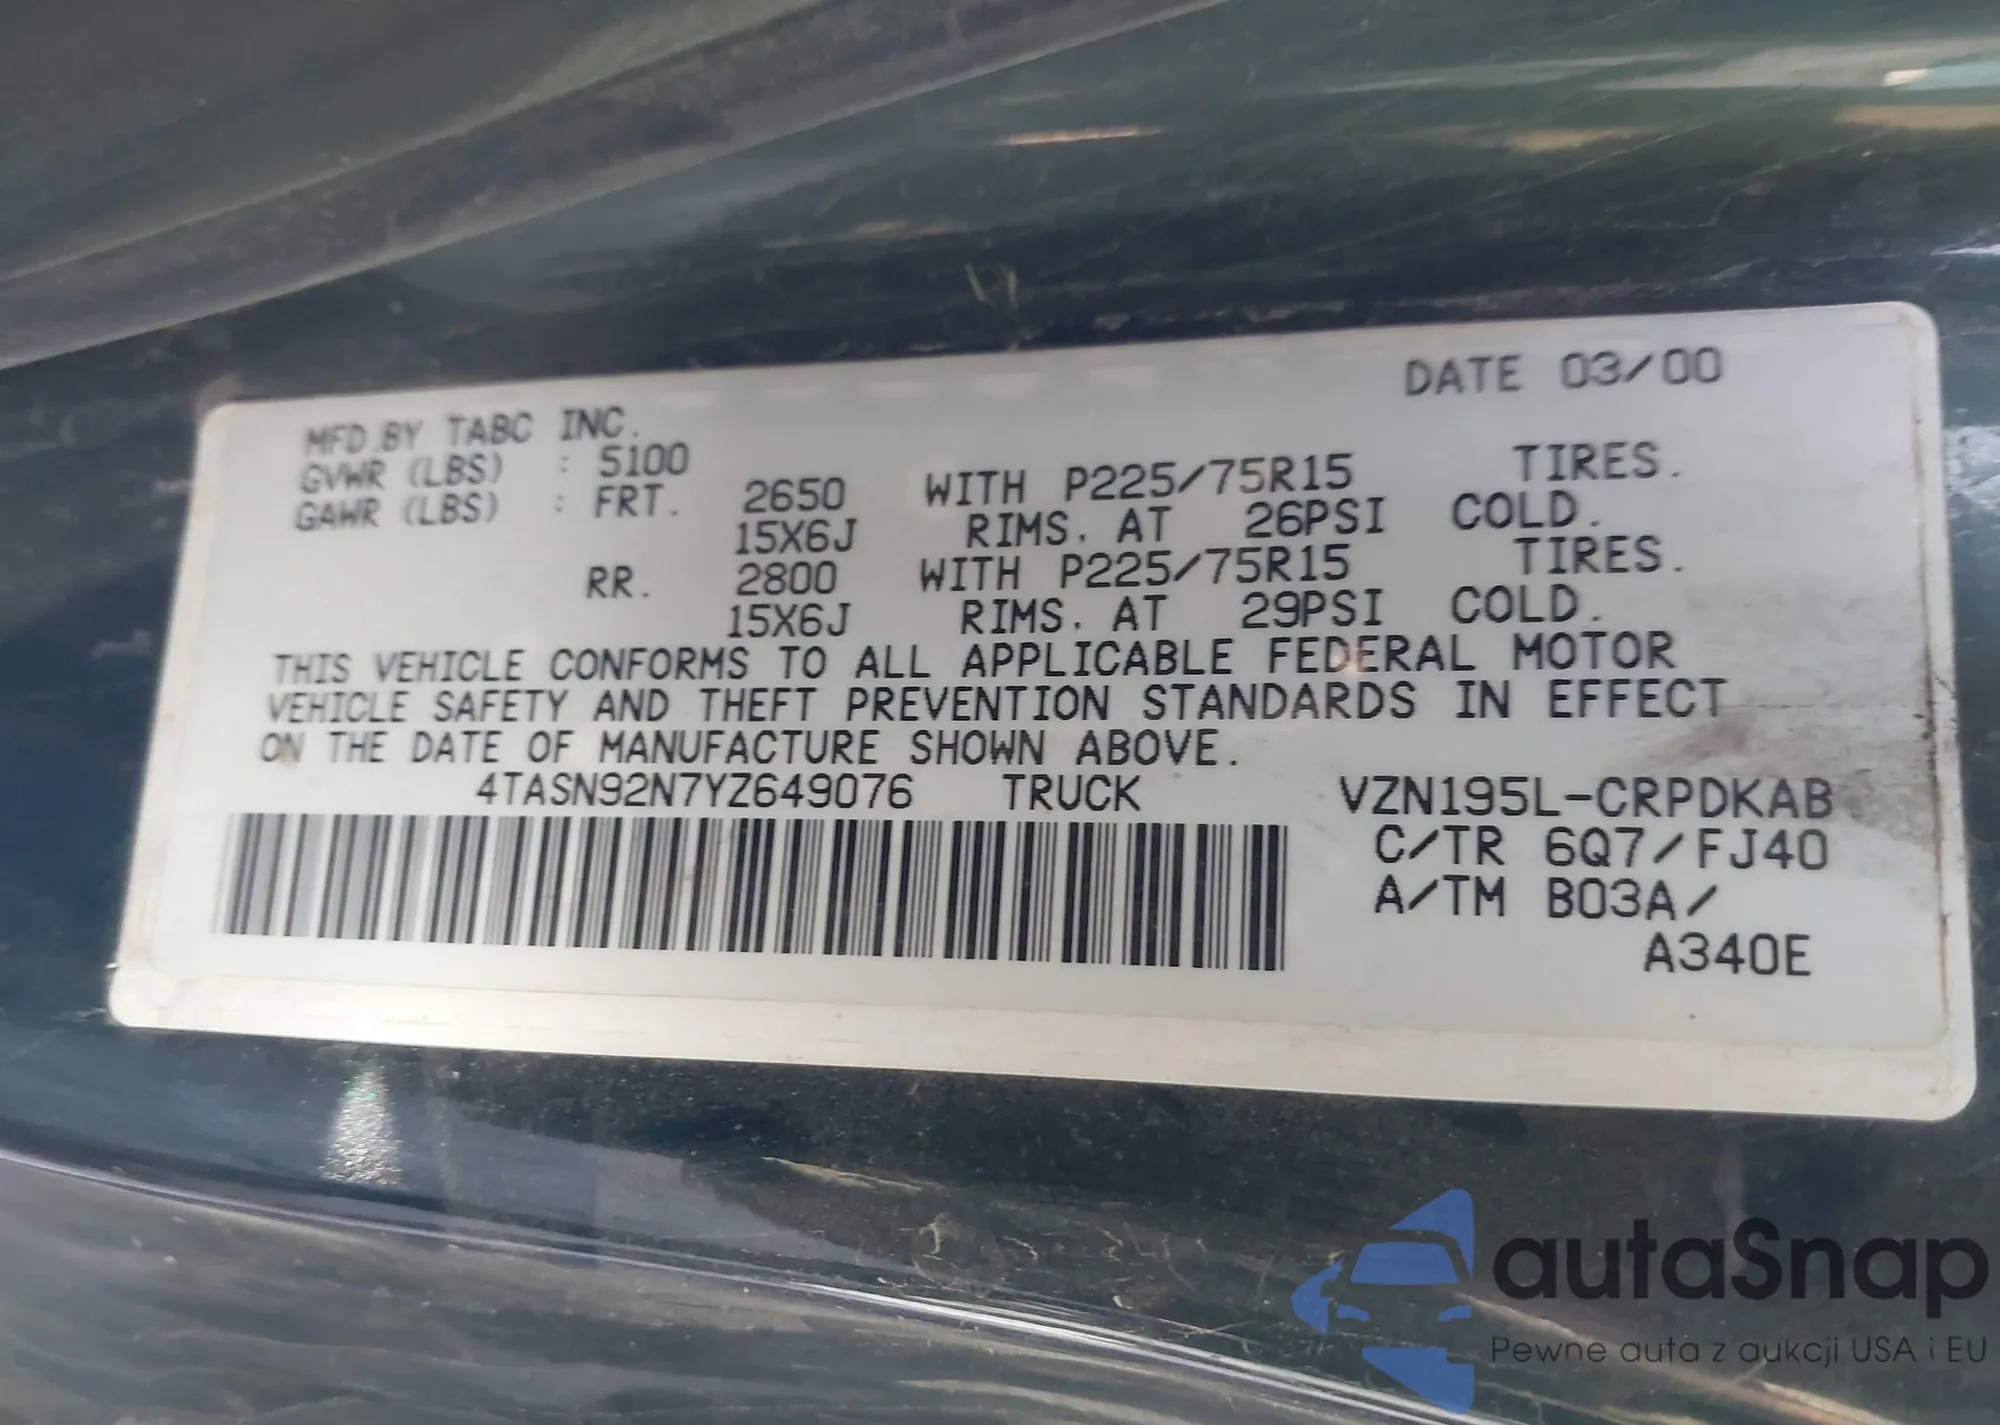 DATE 03/00
MFD.BY TABC INC.
GVWR (LBS) : 5100
GAWR (LBS) : FRT. 2650 WITH P225/75R15 TIRES.
15X6J RIMS. AT 26PSI COLD.
RR. 2800 WITH P225/75R15 TIRES.
15X6J RIMS. AT 29PSI COLD.
THIS VEHICLE CONFORMS TO ALL APPLICABLE FEDERAL MOTOR
VEHICLE SAFETY AND THEFT PREVENTION STANDARDS IN EFFECT
ON THE DATE OF MANUFACTURE SHOWN ABOVE.
4TASN92N7YZ649076 TRUCK VZN195L-CRPDKAB
C/TR 6Q7/FJ40
A/TM B03A/
A340E
autaSnap
Pewne auta z aukcji USA i EU